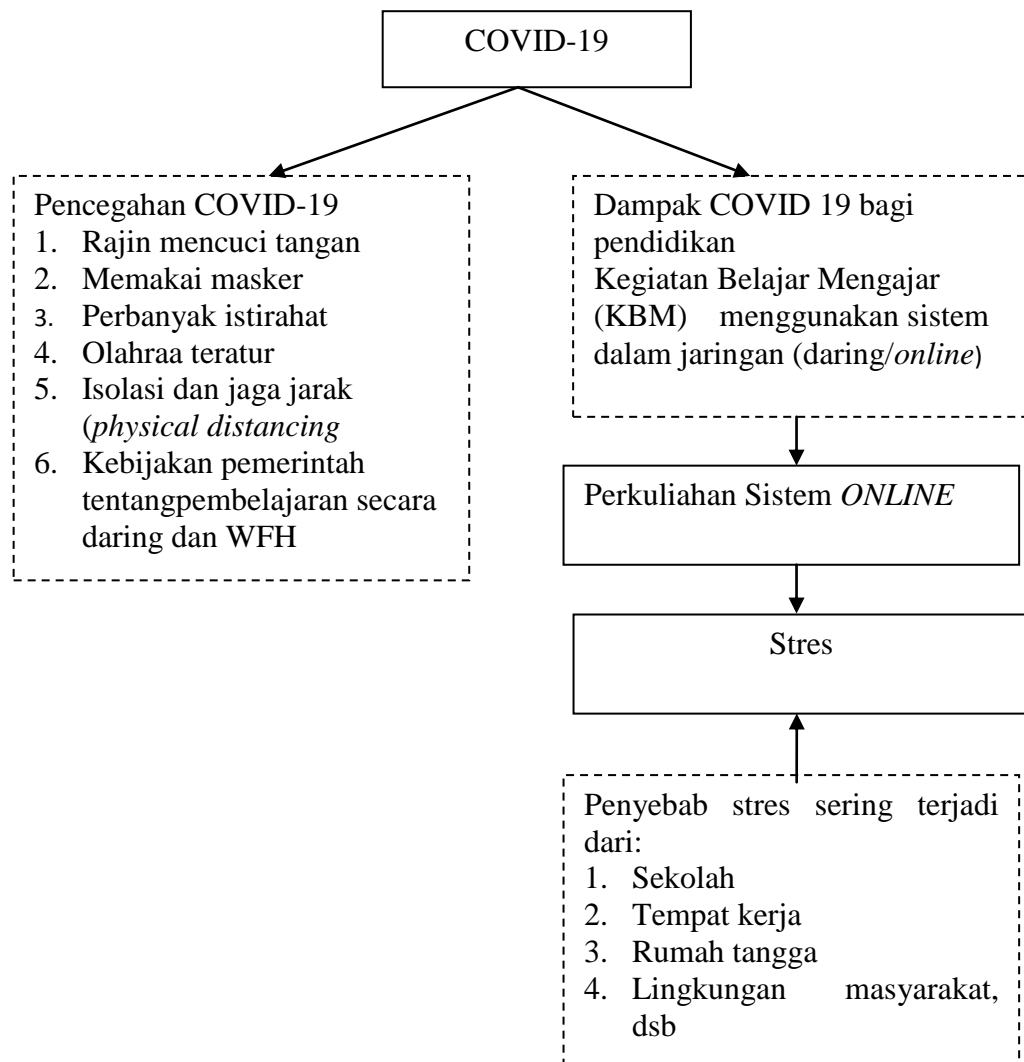 COVID-19
Pencegahan COVID-19
1. Rajin mencuci tangan
2. Memakai masker
3. Perbanyak istirahat
4. Olahraa teratur
5. Isolasi dan jaga jarak
(physical distancing
6. Kebijakan pemerintah
tentangpembelajaran secara
daring dan WFH
Dampak COVID 19 bagi
pendidikan
Kegiatan Belajar Mengajar
(KBM) menggunakan sistem
dalam jaringan (daring/online)
Perkuliahan Sistem ONLINE
Stres
Penyebab stres sering terjadi
dari:
1. Sekolah
2. Tempat kerja
3. Rumah tangga
4. Lingkungan masyarakat,
dsb